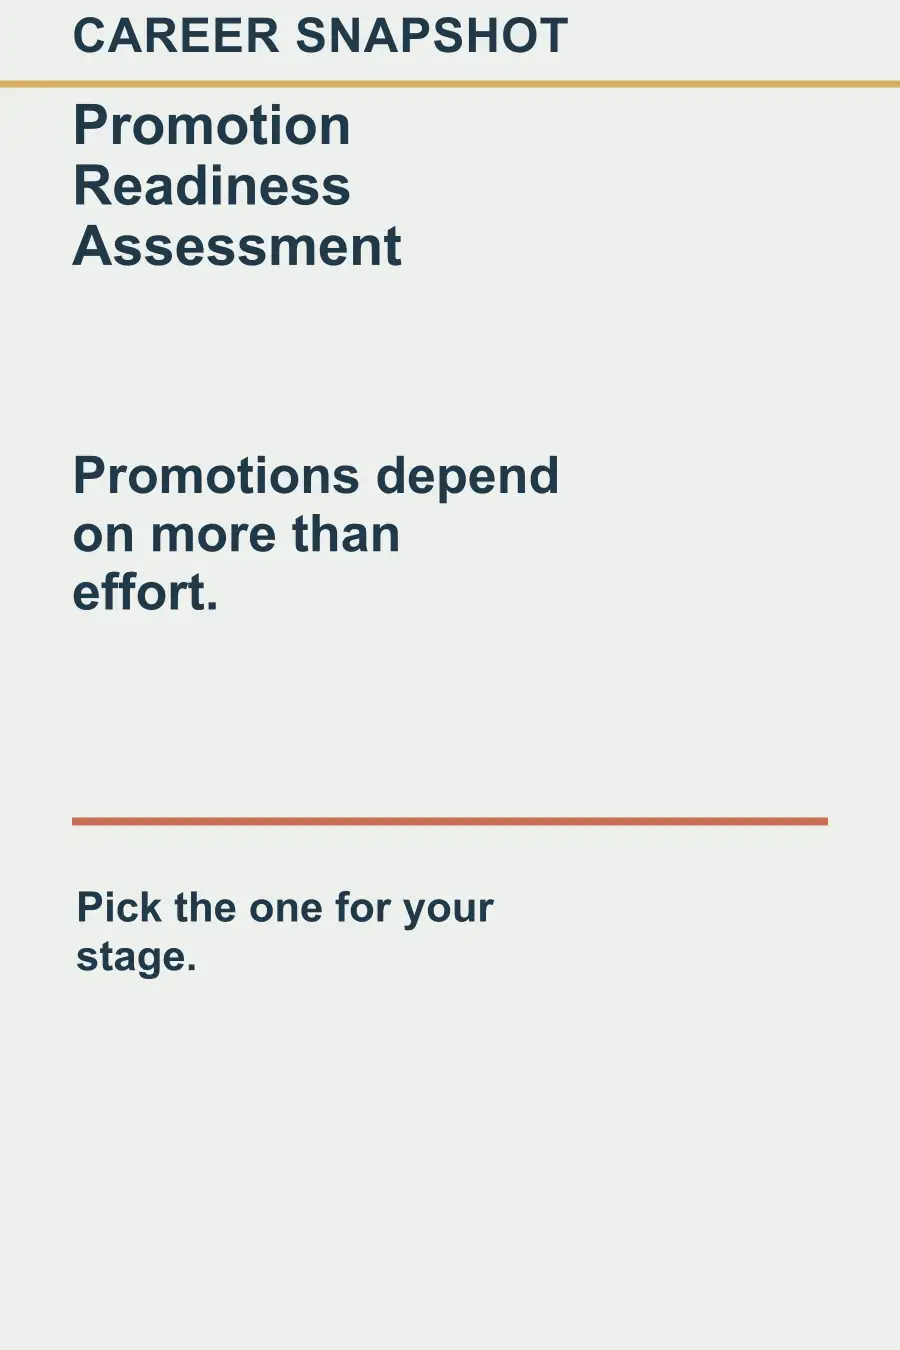 CAREER SNAPSHOT
Promotion
Readiness
Assessment
Promotions depend
on more than
effort.
Pick the one for your
stage.